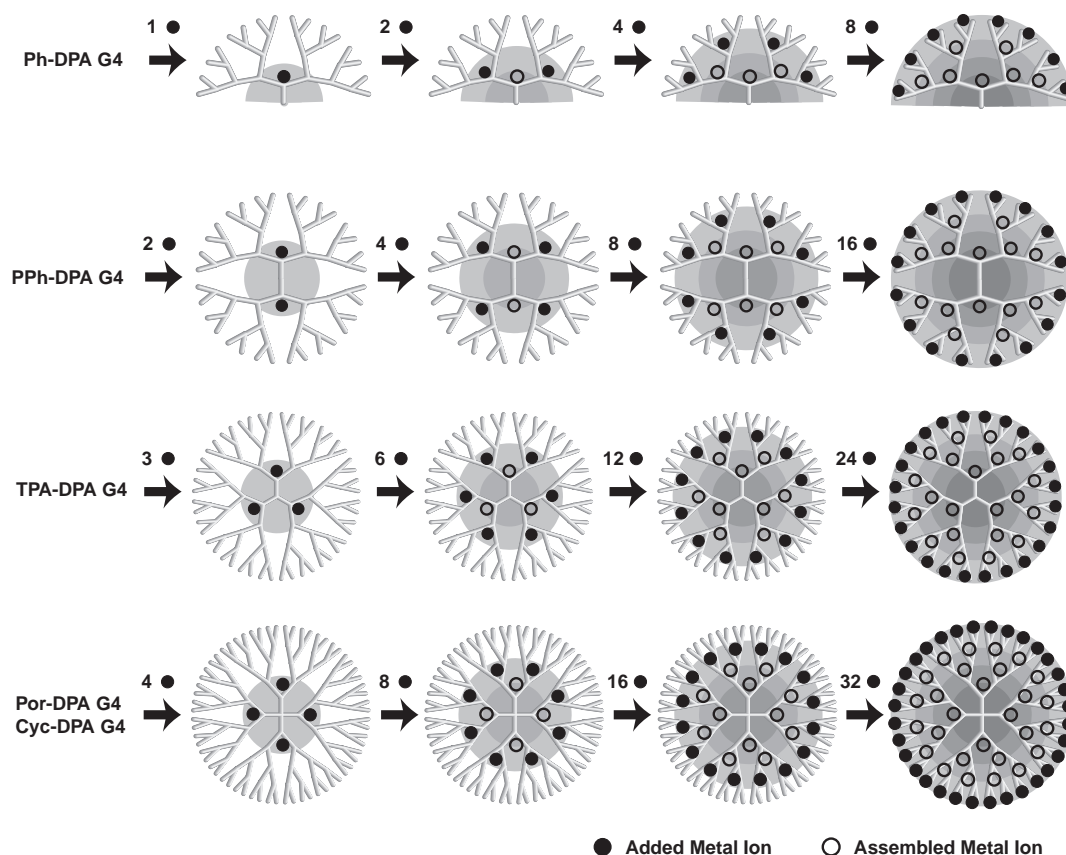 1 2 4 8
Ph-DPA G4
2 4 8 16
PPh-DPA G4
3 6 12 24
TPA-DPA G4
4 8 16 32
Por-DPA G4
Cyc-DPA G4
Added Metal Ion Assembled Metal Ion